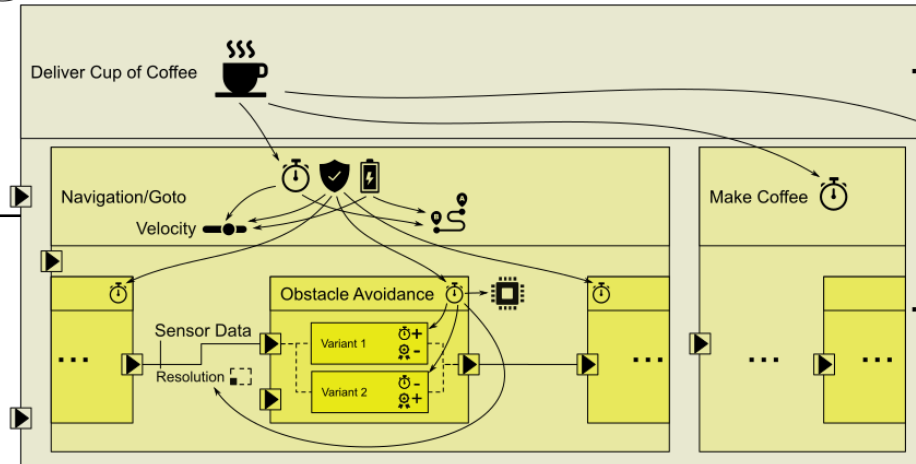 Deliver Cup of Coffee
Navigation/Goto
Make Coffee
A
B
Velocity
Obstacle Avoidance
Sensor Data
Variant 1
+
-
...
...
...
...
Resolution
Variant 2
-
+